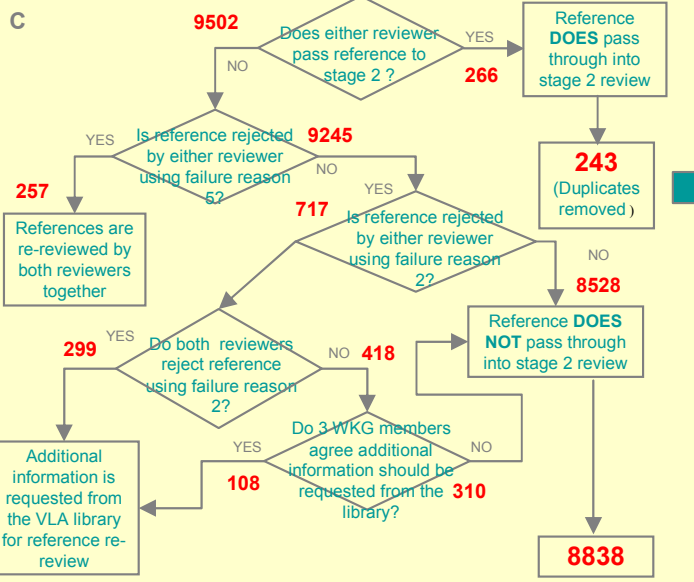 C
9502
Does either reviewer
pass reference to
stage 2 ?
YES
266
NO
Reference
DOES pass
through into
stage 2 review
243
(Duplicates
removed )
Is reference rejected
by either reviewer
using failure reason
5?
YES
257
9245
NO
References are
re-reviewed by
both reviewers
together
YES
717
Is reference rejected
by either reviewer
using failure reason
2?
NO
8528
Reference DOES
NOT pass through
into stage 2 review
Do both  reviewers
reject reference
using failure reason
2?
YES
299
NO
418
Do 3 WKG members
agree additional
information should be
requested from the
library?
YES
108
NO
310
Additional
information is
requested from
the VLA library
for reference re-
review
8838